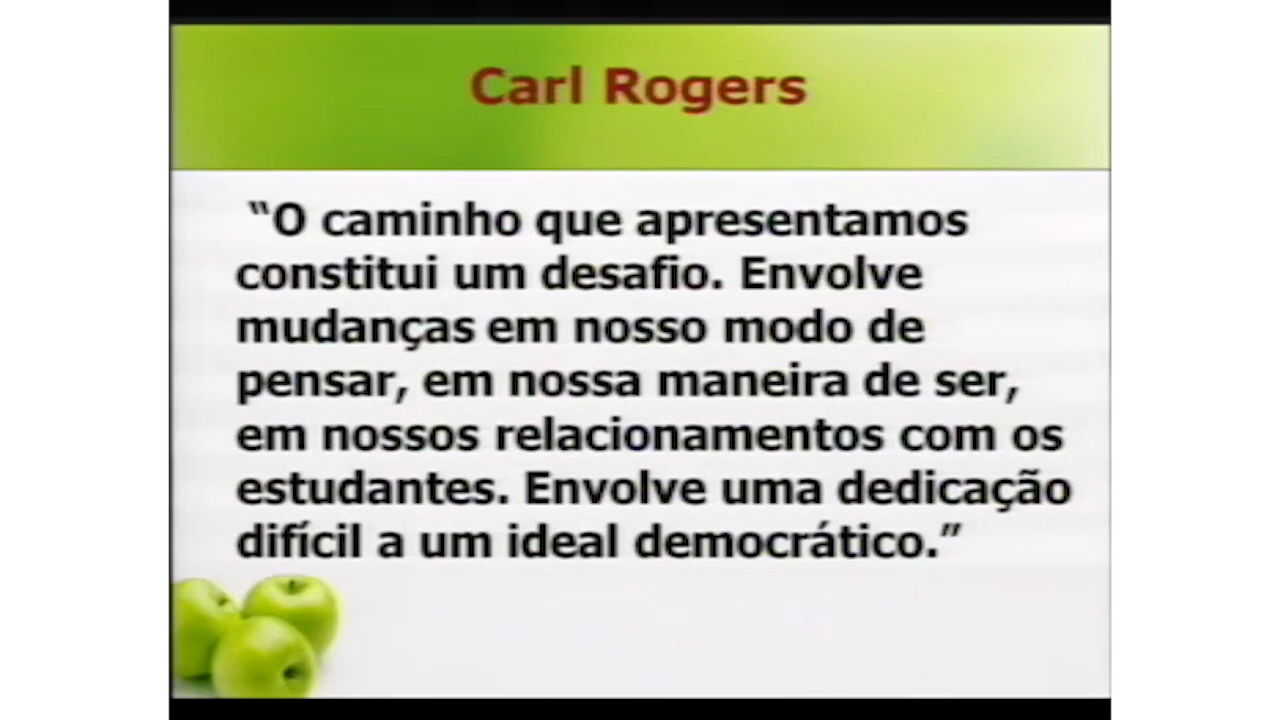 Carl Rogers
“O caminho que apresentamos
constitui um desafio. Envolve
mudanças em nosso modo de
pensar, em nossa maneira de ser,
em nossos relacionamentos com os
estudantes. Envolve uma dedicação
difícil a um ideal democrático.”